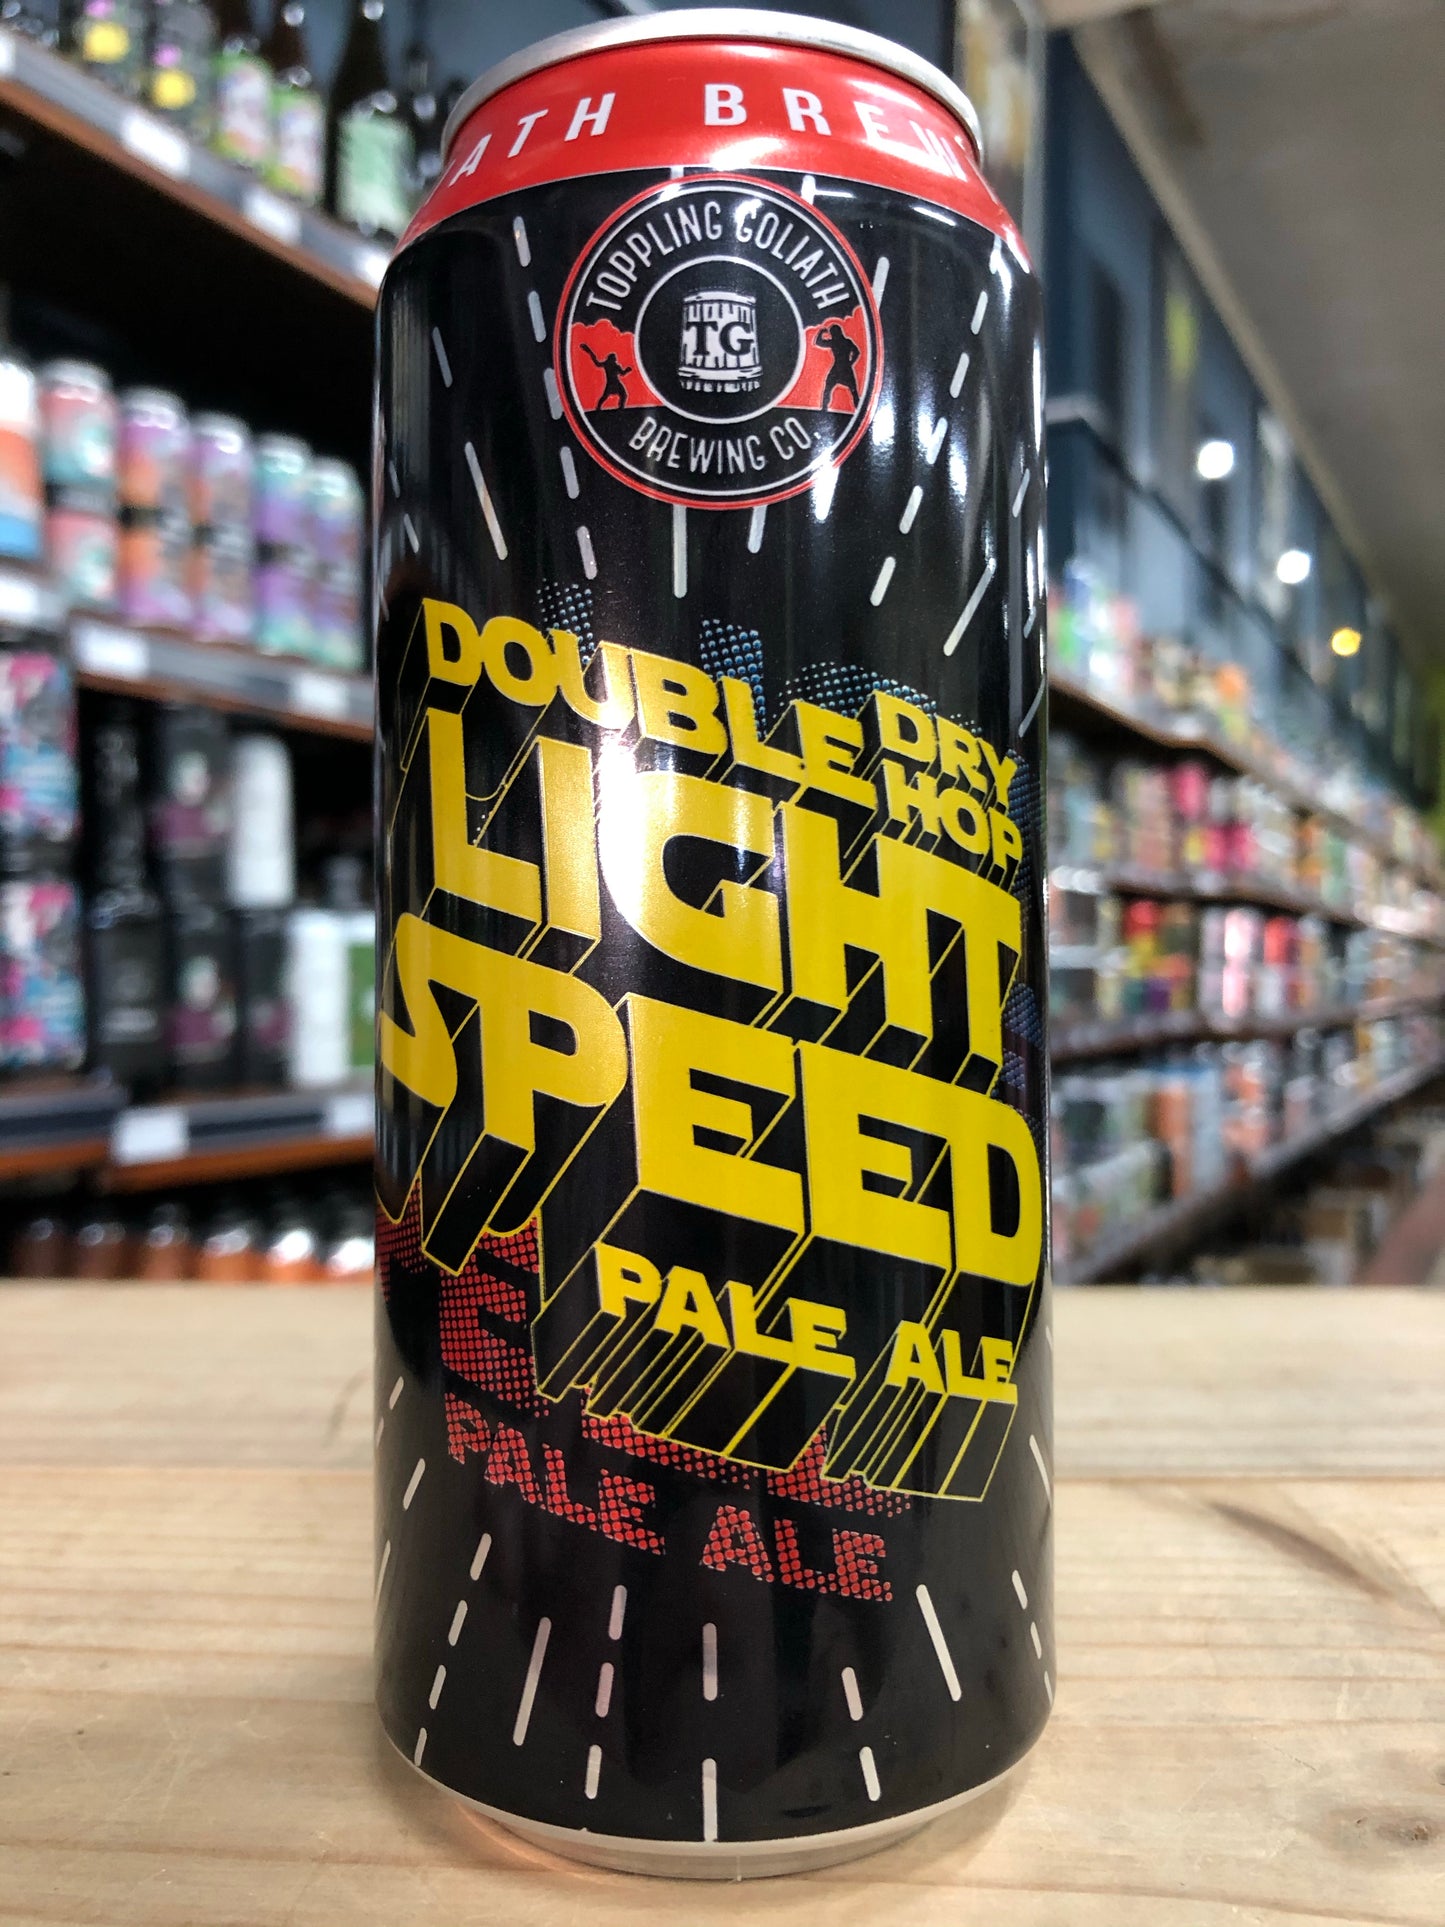 ATH BREW
TOPPLING GOLIATH
TG
BREWING CO.
DOUBLE DRY
HOP
LIGHT
SPEED
PALE ALE
PALE ALE